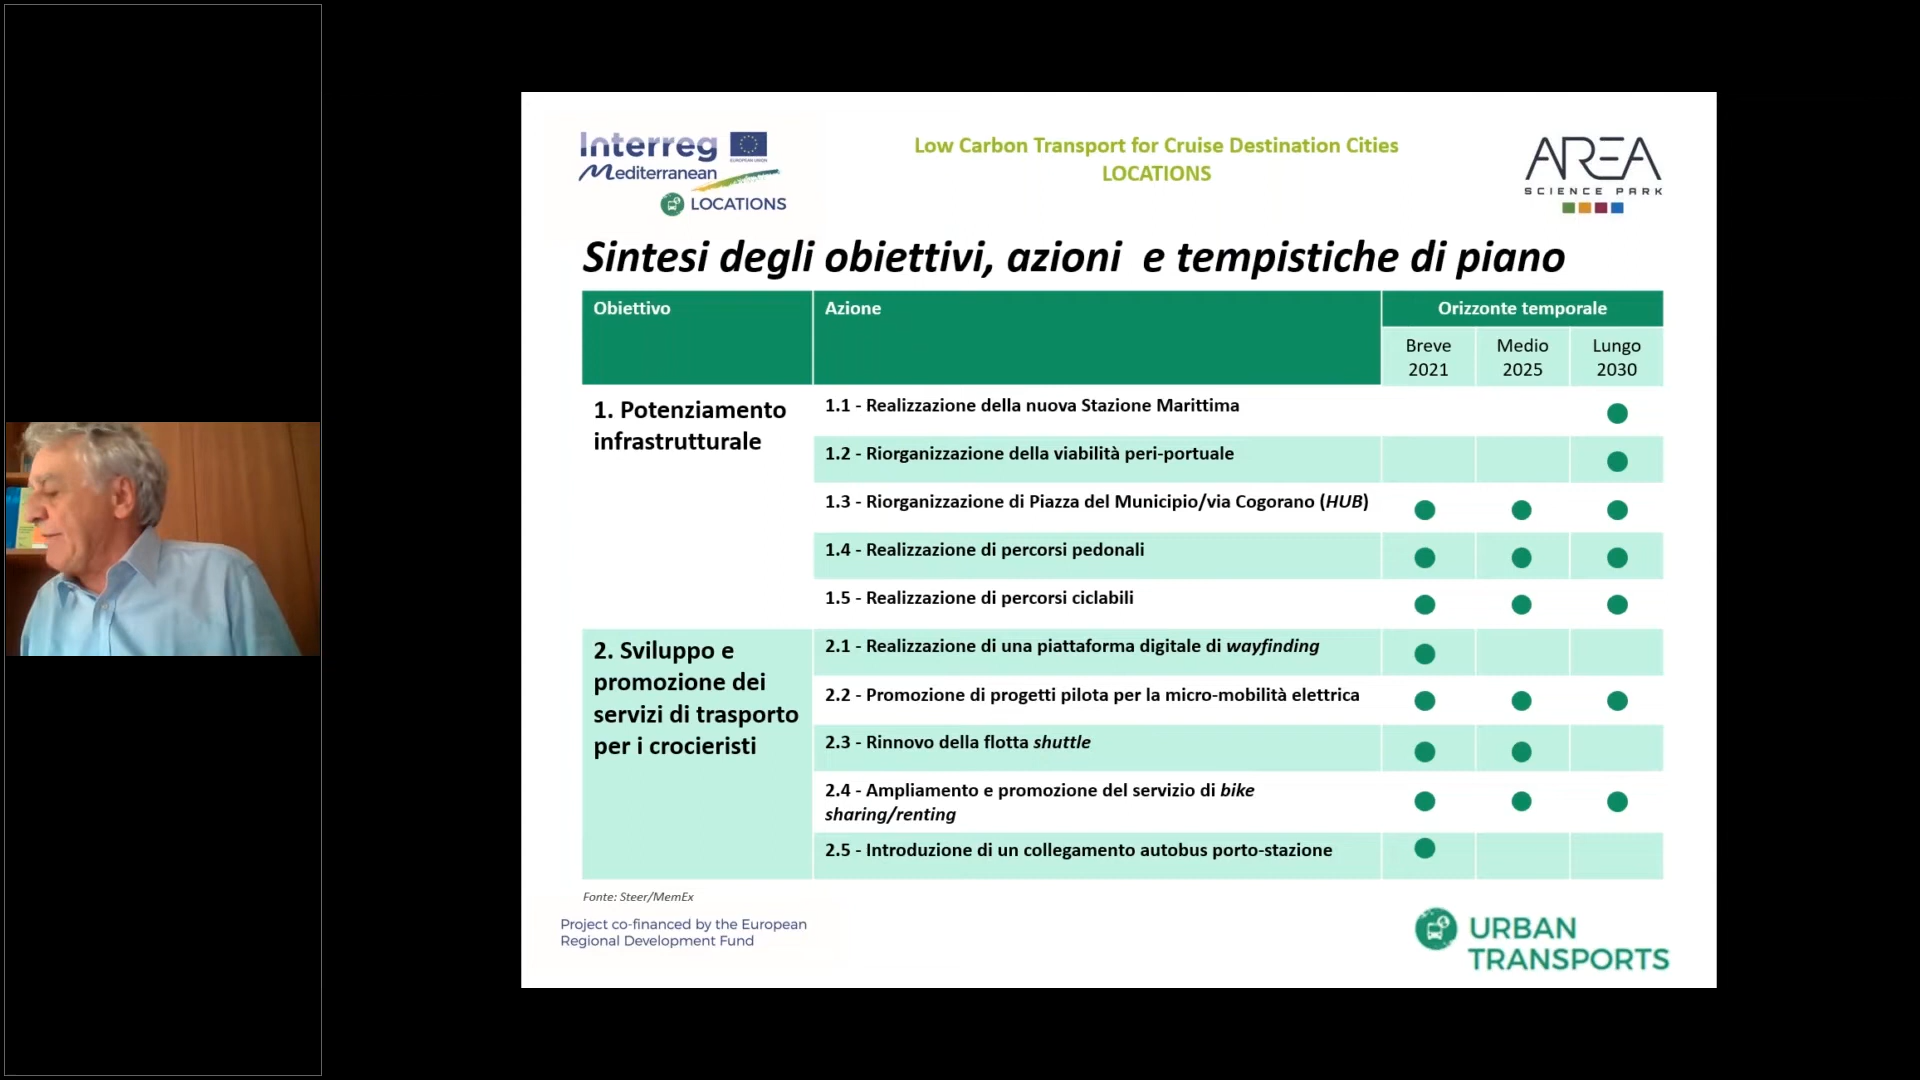 Interreg
EUROPEAN UNION
Mediterranean
LOCATIONS
Low Carbon Transport for Cruise Destination Cities
LOCATIONS
AREA
SCIENCE PARK
Sintesi degli obiettivi, azioni e tempistiche di piano
Obiettivo
Azione
Orizzonte temporale
Breve
2021
Medio
2025
Lungo
2030
1. Potenziamento
infrastrutturale
1.1 - Realizzazione della nuova Stazione Marittima
1.2 - Riorganizzazione della viabilità peri-portuale
1.3 - Riorganizzazione di Piazza del Municipio/via Cogorano (HUB)
1.4 - Realizzazione di percorsi pedonali
1.5 - Realizzazione di percorsi ciclabili
2. Sviluppo e
promozione dei
servizi di trasporto
per i crocieristi
2.1 - Realizzazione di una piattaforma digitale di wayfinding
2.2 - Promozione di progetti pilota per la micro-mobilità elettrica
2.3 - Rinnovo della flotta shuttle
2.4 - Ampliamento e promozione del servizio di bike
sharing/renting
2.5 - Introduzione di un collegamento autobus porto-stazione
Fonte: Steer/MemEx
Project co-financed by the European
Regional Development Fund
URBAN
TRANSPORTS